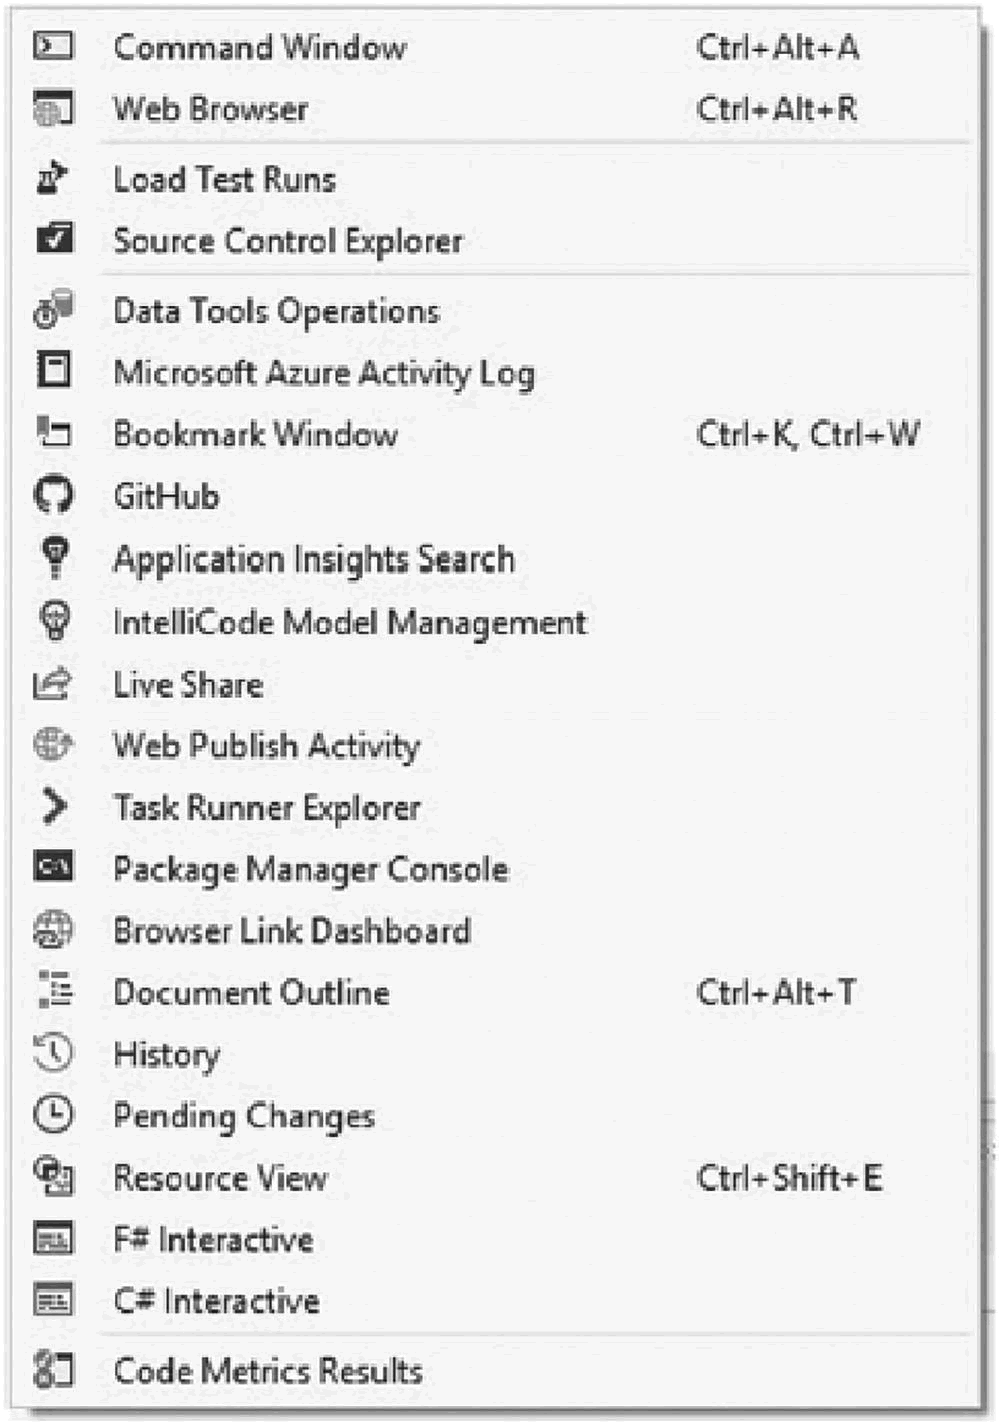 Command Window Ctrl+Alt+A
Web Browser Ctrl+Alt+R
Load Test Runs
Source Control Explorer
Data Tools Operations
Microsoft Azure Activity Log
Bookmark Window Ctrl+K, Ctrl+W
GitHub
Application Insights Search
IntelliCode Model Management
Live Share
Web Publish Activity
Task Runner Explorer
C:\ Package Manager Console
Browser Link Dashboard
Document Outline Ctrl+Alt+T
History
Pending Changes
Resource View Ctrl+Shift+E
F# Interactive
C# Interactive
Code Metrics Results